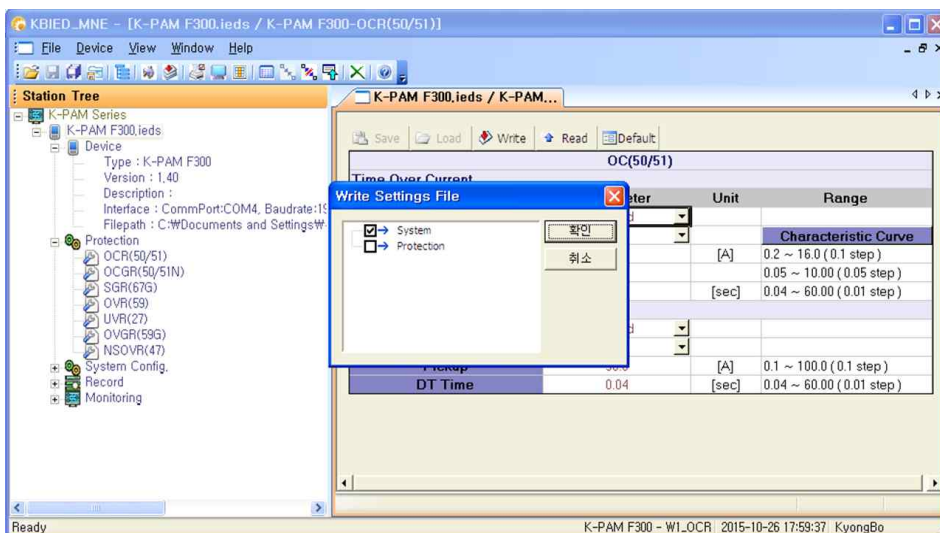 KBIED_MNE - [K-PAM F300.ieds / K-PAM F300-OCR(50/51)]
File Device View Window Help
Station Tree
K-PAM Series
K-PAM F300.ieds
Device
Type : K-PAM F300
Version : 1.40
Description :
Interface : CommPort:COM4, Baudrate:19
Filepath : C:₩Documents and Settings₩
Protection
OCR(50/51)
OCGR(50/51N)
SGR(67G)
OVR(59)
UVR(27)
OVGR(59G)
NSOVR(47)
System Config.
Record
Monitoring
K-PAM F300.ieds / K-PAM...
Save Load Write Read Default
OC(50/51)
Time Over Current
Unit Range
Characteristic Curve
[A] 0.2 ~ 16.0 ( 0.1 step )
0.05 ~ 10.00 ( 0.05 step )
[sec] 0.04 ~ 60.00 ( 0.01 step )
[A] 0.1 ~ 100.0 ( 0.1 step )
DT Time 0.04 [sec] 0.04 ~ 60.00 ( 0.01 step )
Write Settings File
System
Protection
확인
취소
Ready
K-PAM F300 - W1_OCR 2015-10-26 17:59:37 KyongBo